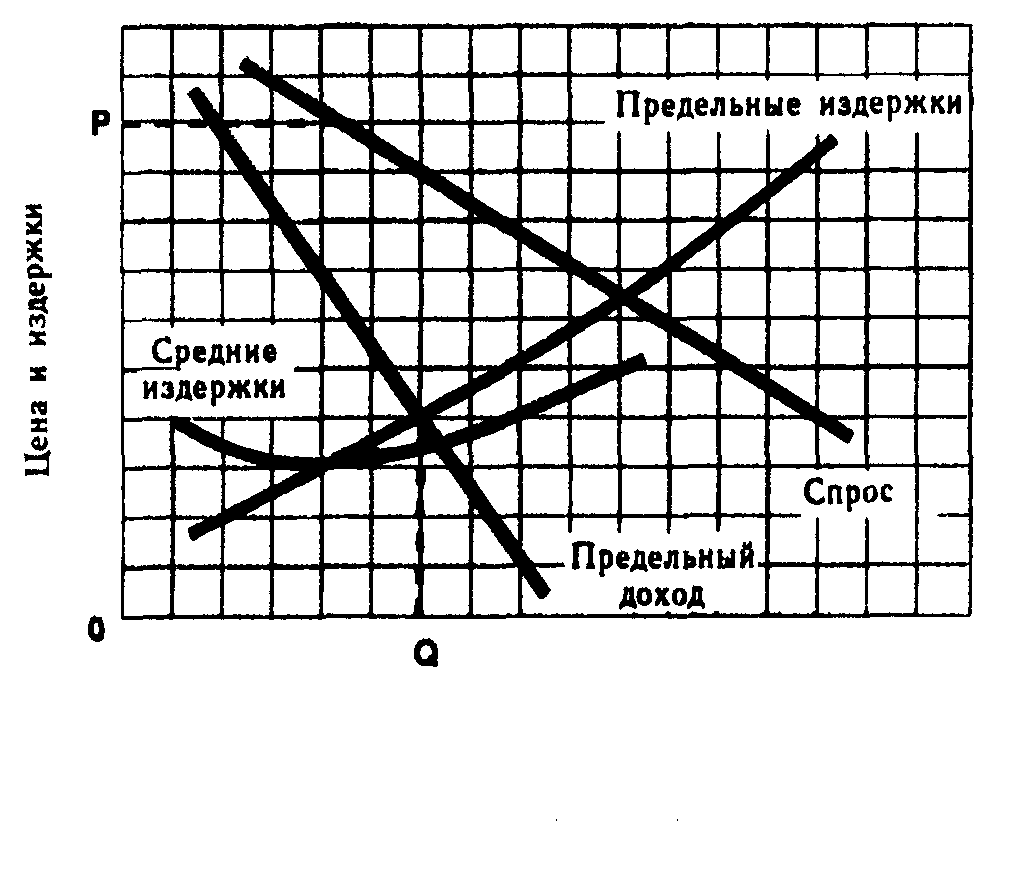 P
Предельные издержки
Цена и издержки
Средние
издержки
Спрос
Предельный
доход
0
Q